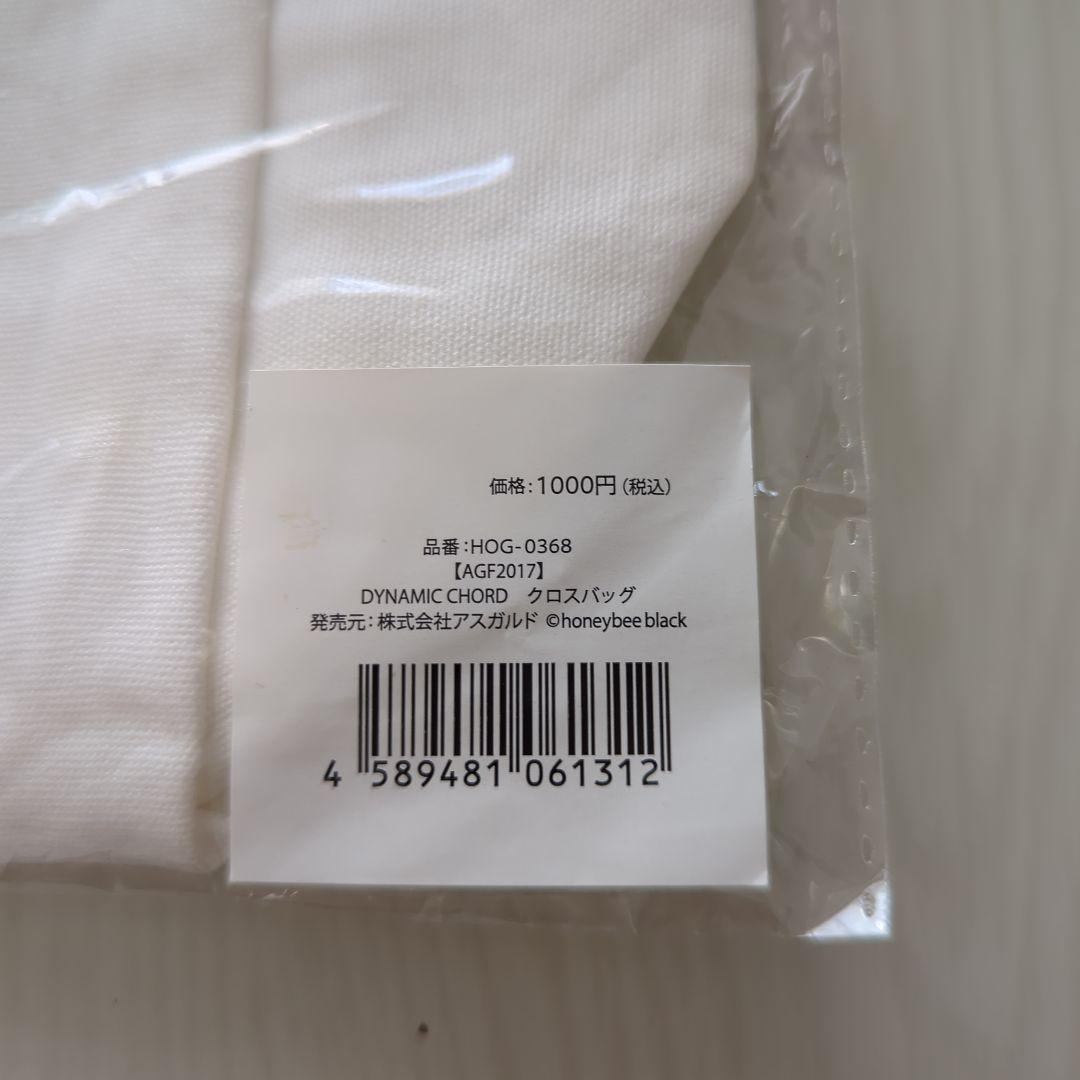 価格:1000円(税込)
品番:HOG-0368
【AGF2017】
DYNAMIC CHORD　クロスバッグ
発売元:株式会社アスガルド ©honeybee black
4 589481 061312